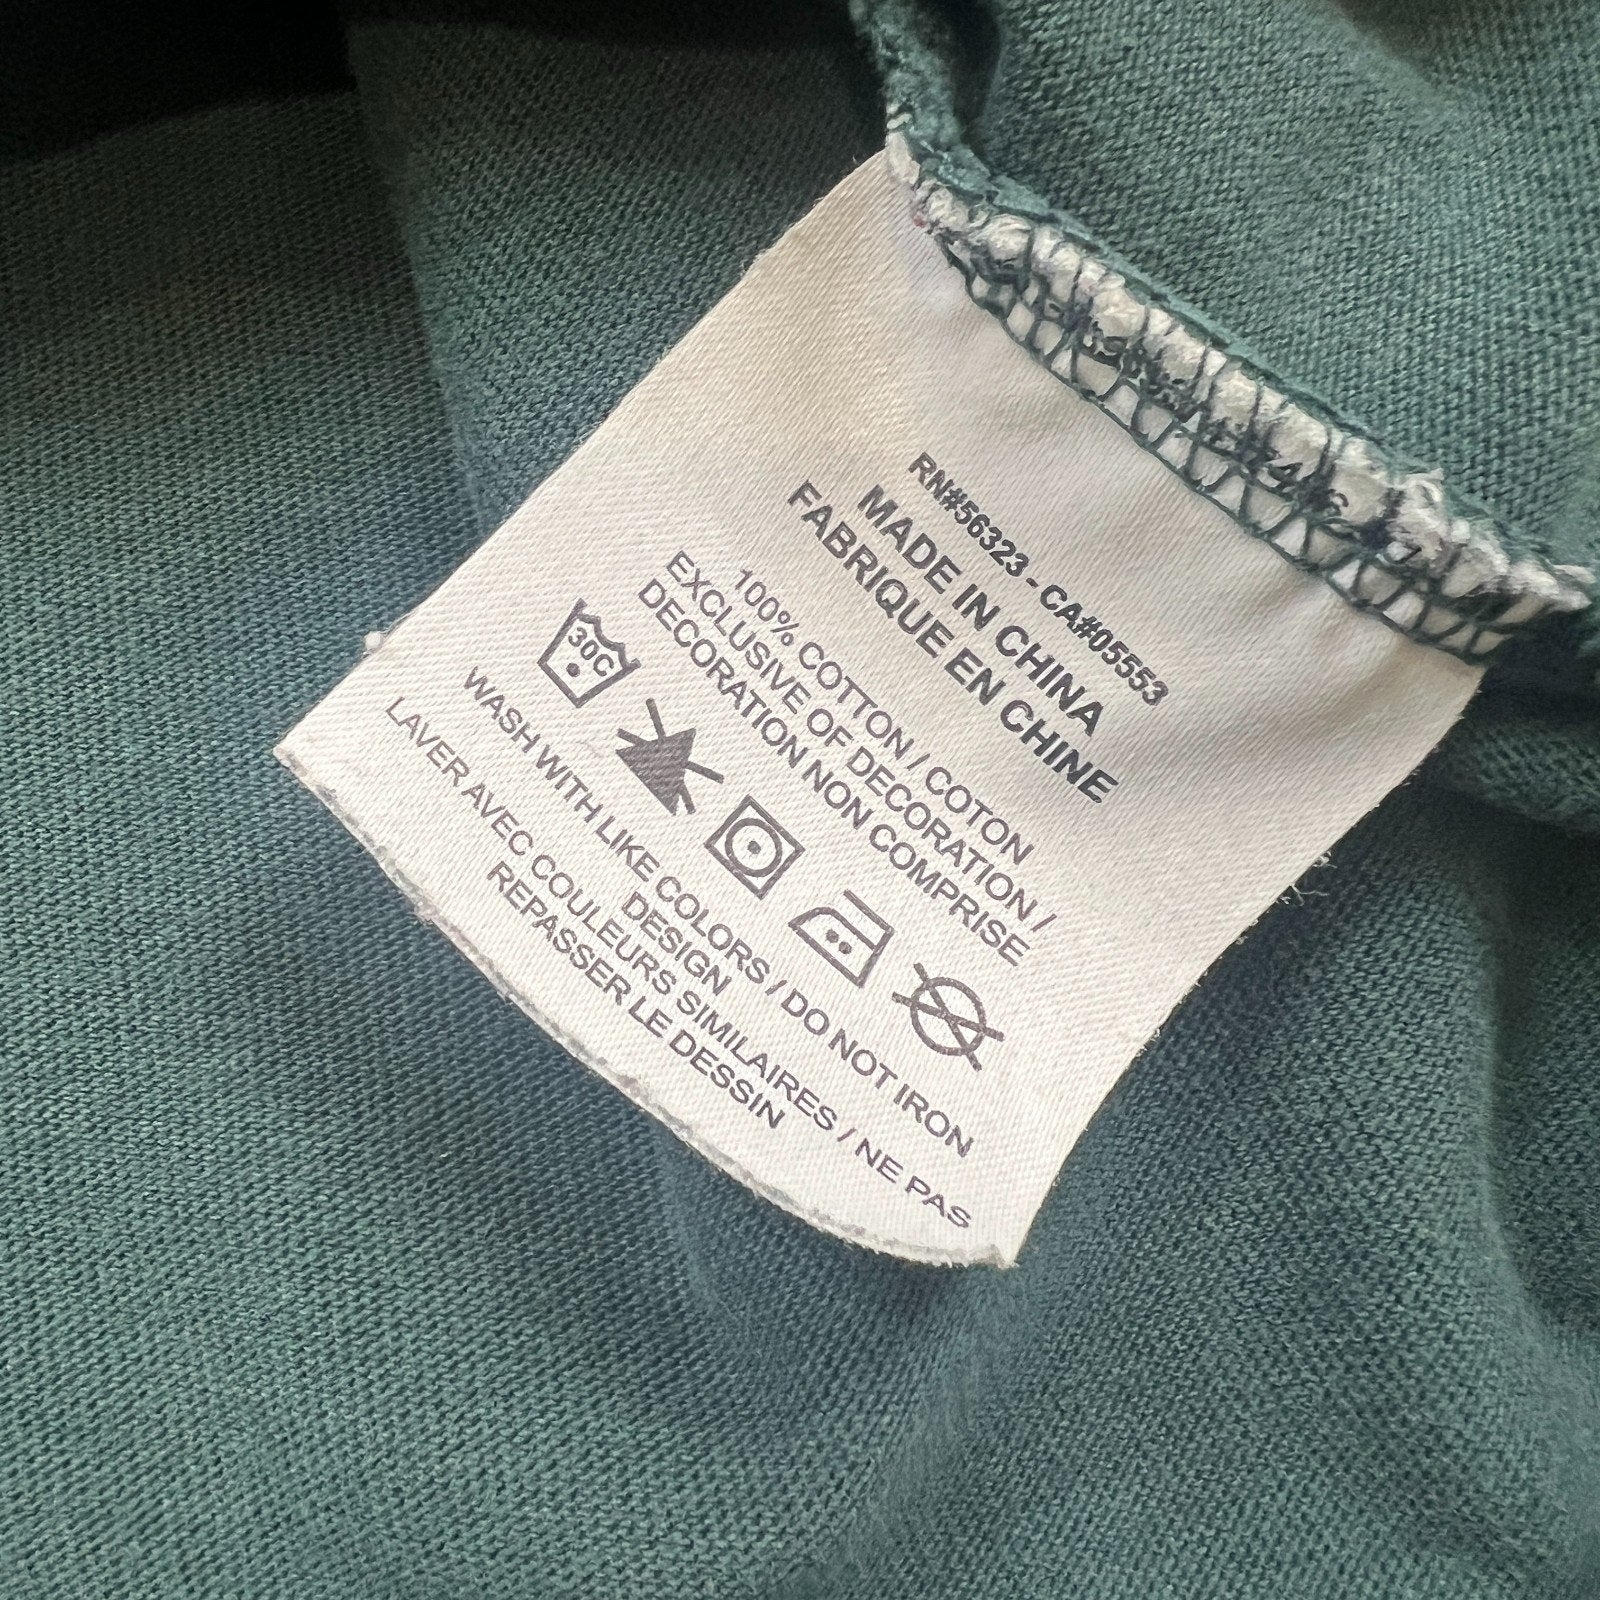 RN#56323 - CA#05553
MADE IN CHINA
FABRIQUE EN CHINE
100% COTTON / COTON
EXCLUSIVE OF DECORATION /
DECORATION NON COMPRISE
30C
WASH WITH LIKE COLORS / DO NOT IRON
DESIGN
LAVER AVEC COULEURS SIMILAIRES / NE PAS
REPASSER LE DESSIN